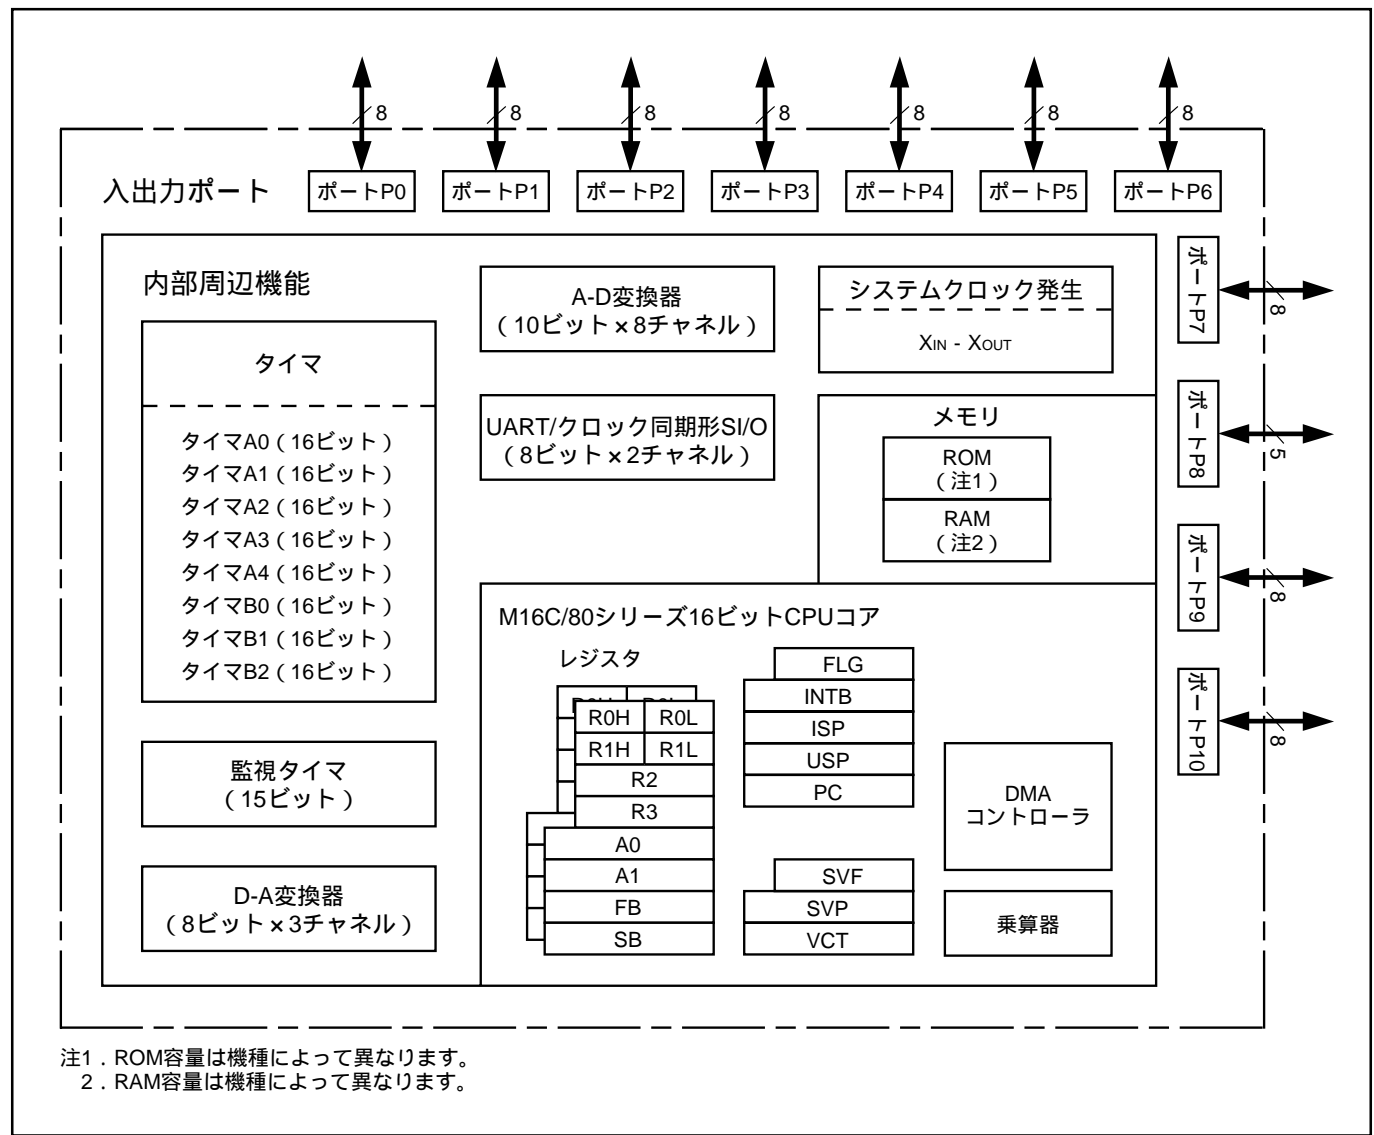 8 8 8 8 8 8 8
入出力ポート
ポートP0 ポートP1 ポートP2 ポートP3 ポートP4 ポートP5 ポートP6
ポートP7
8
ポートP8
5
ポートP9
8
ポートP10
8
内部周辺機能
タイマ
タイマA0（16ビット）
タイマA1（16ビット）
タイマA2（16ビット）
タイマA3（16ビット）
タイマA4（16ビット）
タイマB0（16ビット）
タイマB1（16ビット）
タイマB2（16ビット）
監視タイマ
（15ビット）
D-A変換器
（8ビット×3チャネル）
A-D変換器
（10ビット×8チャネル）
UART/クロック同期形SI/O
（8ビット×2チャネル）
システムクロック発生
XIN - XOUT
メモリ
ROM
（注1）
RAM
（注2）
M16C/80シリーズ16ビットCPUコア
レジスタ
R0H R0L
R1H R1L
R2
R3
A0
A1
FB
SB
FLG
INTB
ISP
USP
PC
SVF
SVP
VCT
DMA
コントローラ
乗算器
注1．ROM容量は機種によって異なります。
2．RAM容量は機種によって異なります。